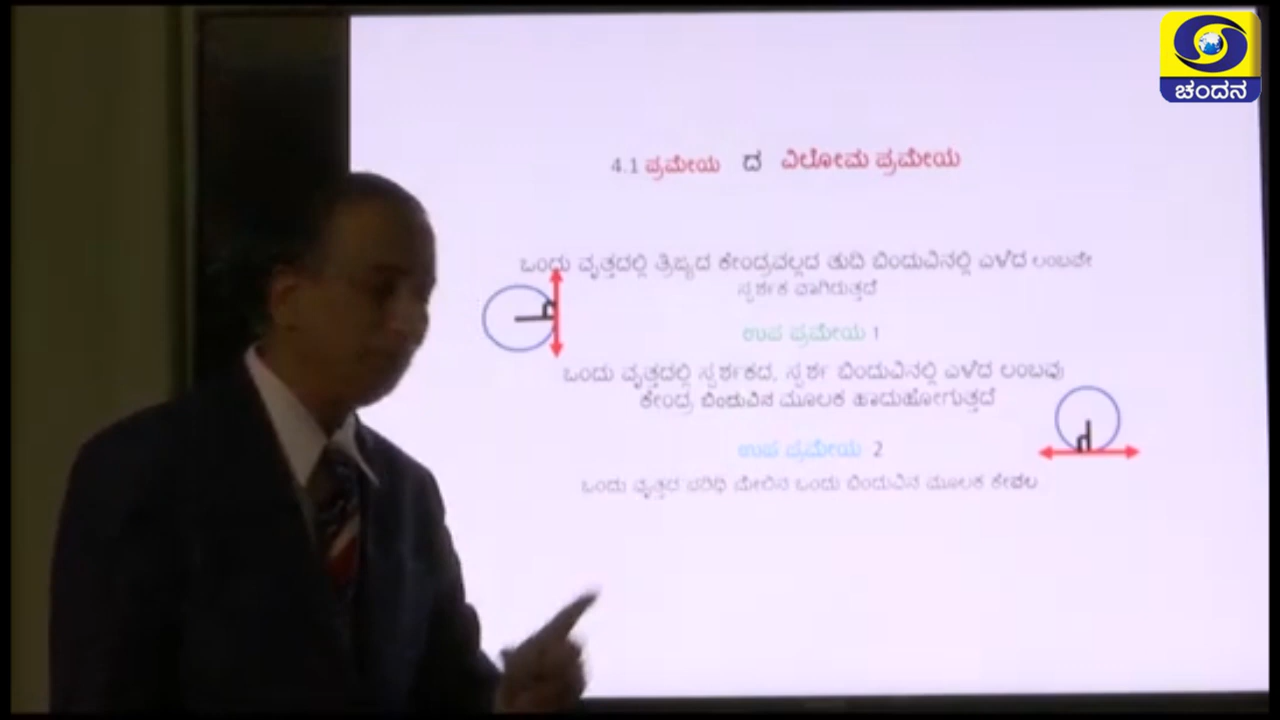 ಚಂದನ
4.1 ಪ್ರಮೇಯ ದ ವಿಲೋಮ ಪ್ರಮೇಯ
ಒಂದು ವೃತ್ತದಲ್ಲಿ ತ್ರಿಜ್ಯದ ಕೇಂದ್ರವಲ್ಲದ ತುದಿ ಬಿಂದುವಿನಲ್ಲಿ ಎಳೆದ ಲಂಬವೇ
ಸ್ಪರ್ಶಕ ವಾಗಿರುತ್ತದೆ
ಉಪ ಪ್ರಮೇಯ 1
ಒಂದು ವೃತ್ತದಲ್ಲಿ ಸ್ಪರ್ಶಕದ, ಸ್ಪರ್ಶ ಬಿಂದುವಿನಲ್ಲಿ ಎಳೆದ ಲಂಬವು
ಕೇಂದ್ರ ಬಿಂದುವಿನ ಮೂಲಕ ಹಾದುಹೋಗುತ್ತದೆ
ಉಪ ಪ್ರಮೇಯ 2
ಒಂದು ವೃತ್ತದ ಪರಿಧಿ ಮೇಲಿನ ಒಂದು ಬಿಂದುವಿನ ಮೂಲಕ ಕೇವಲ